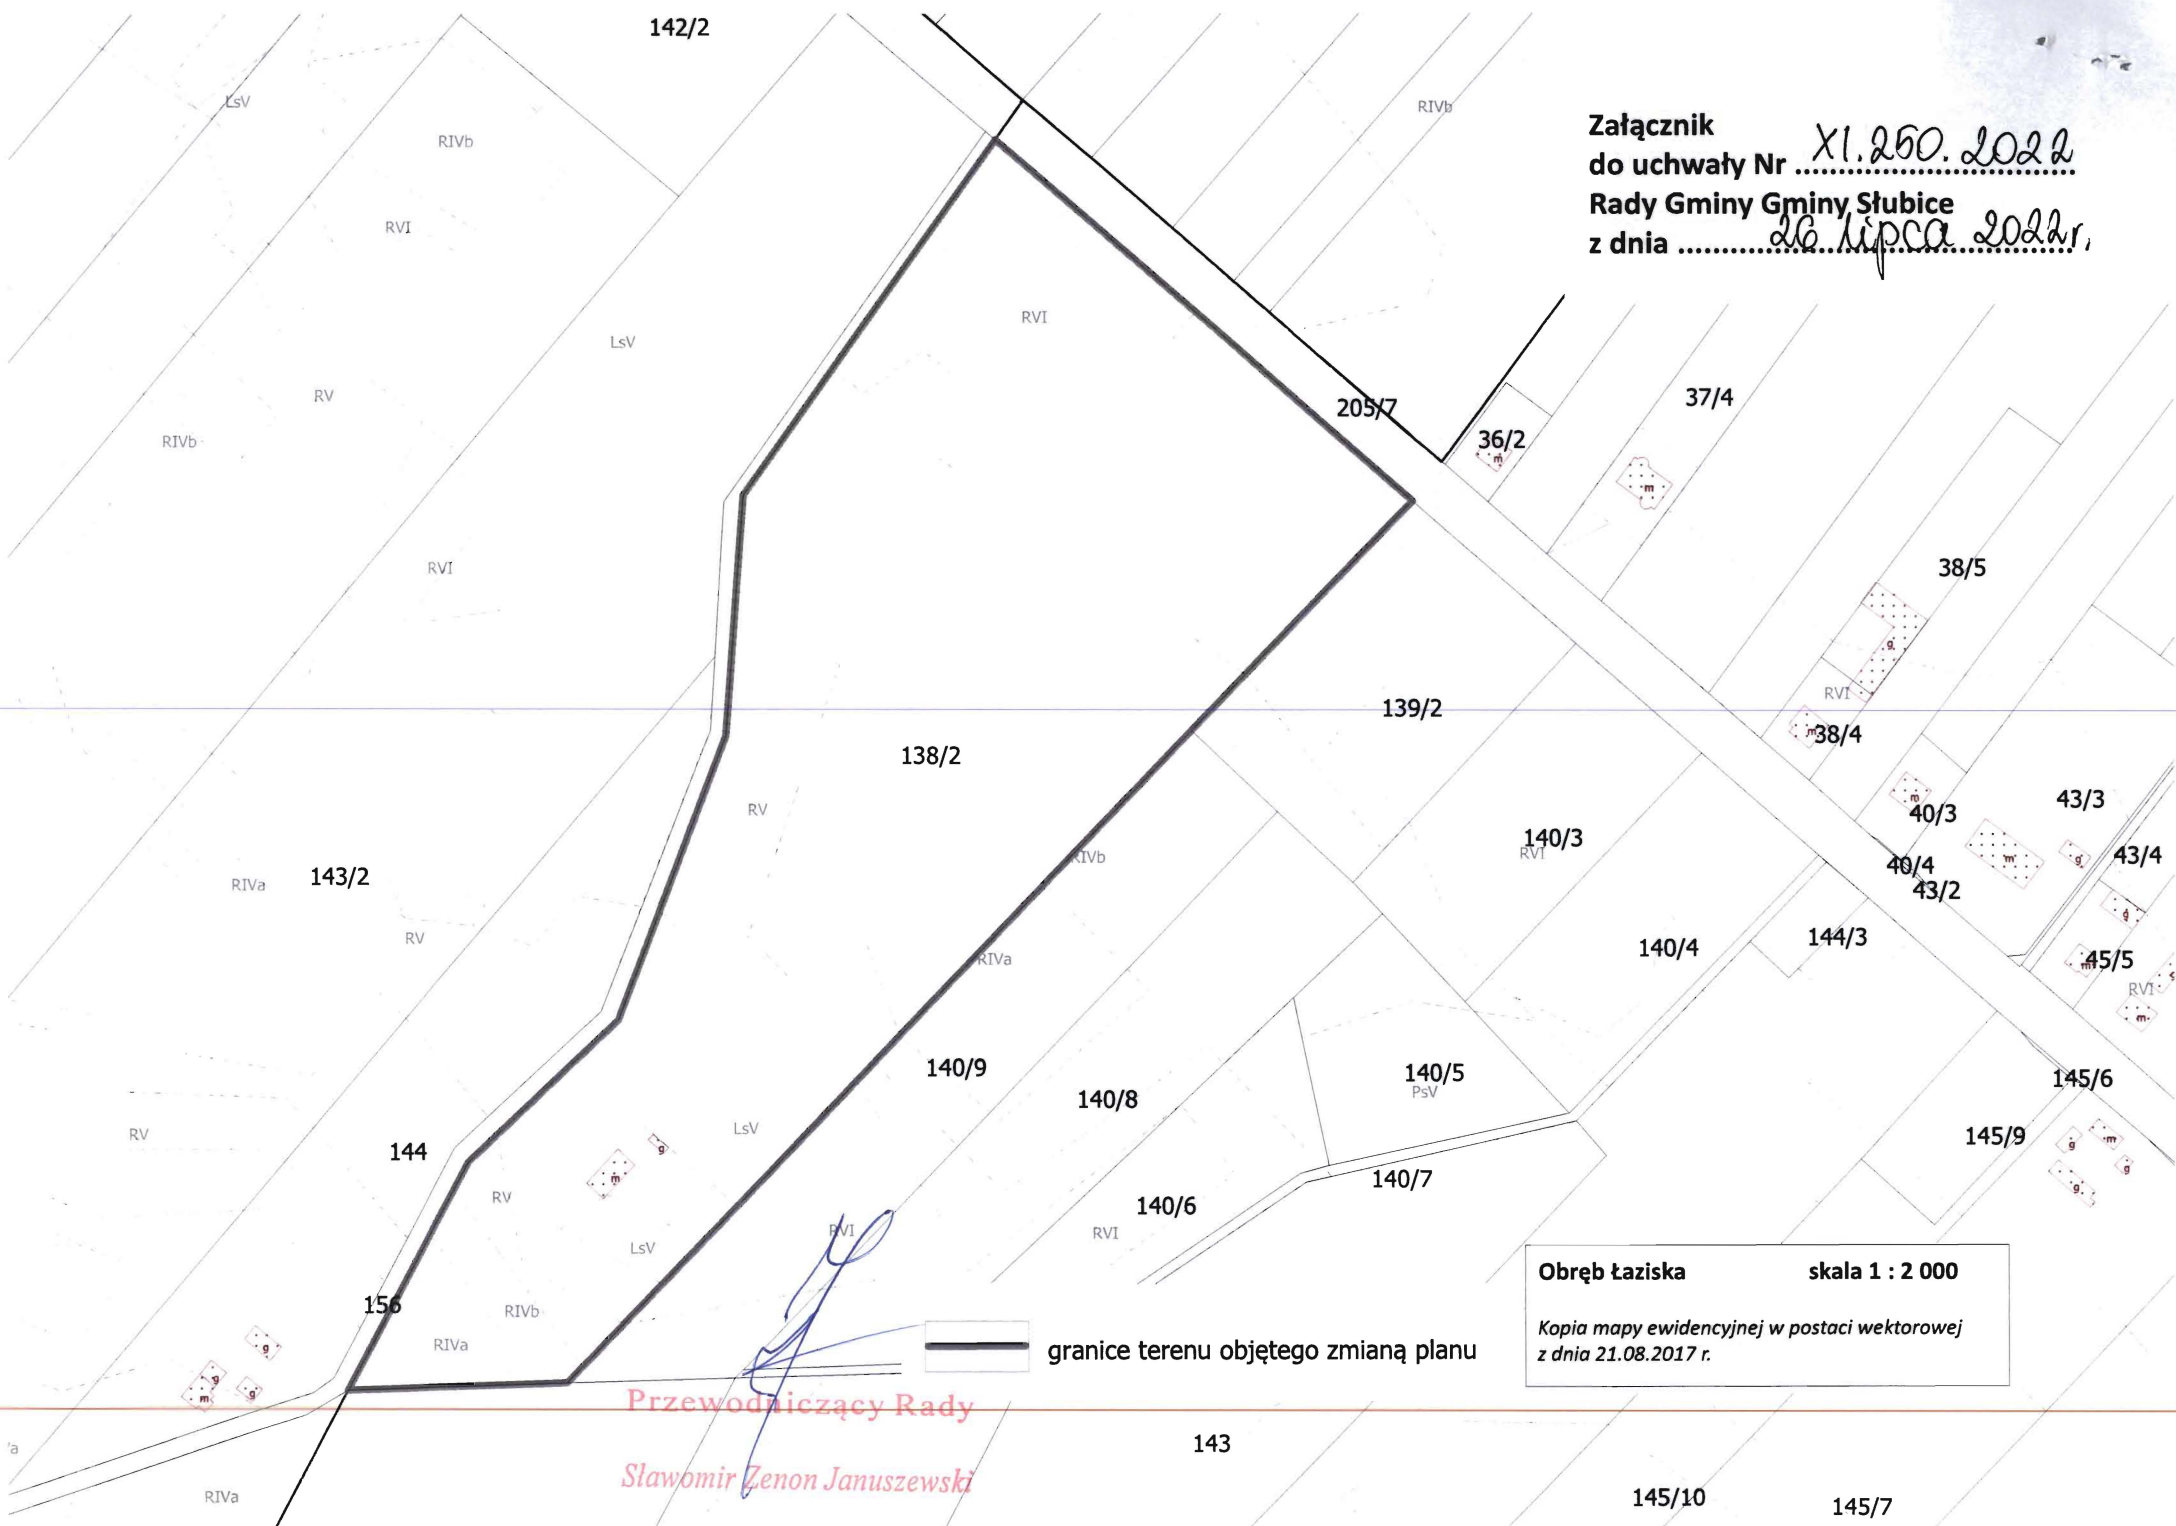 142/2
LsV
RIVb
RIVb
Załącznik
do uchwały Nr XI.250.2022
Rady Gminy Gminy Słubice
z dnia 26 lipca 2022r.
RVI
RVI
LsV
RV
RIVb
205/7
37/4
36/2
m
m
RVI
38/5
g
RVI
139/2
38/4
m
138/2
RV
m
40/3
43/3
140/3
RVI
RIVb
40/4
43/2
m
g
43/4
g
RIVa
143/2
RV
RIVa
140/4
144/3
m
45/5
RVI
m
140/9
140/8
140/5
PsV
145/6
RV
144
LsV
g
m
145/9
g
m
g
g
RV
140/7
140/6
RVI
RVI
LsV
156
RIVb
RIVa
g
g
g
m
Obręb Łaziska skala 1 : 2 000
Kopia mapy ewidencyjnej w postaci wektorowej
z dnia 21.08.2017 r.
granice terenu objętego zmianą planu
Przewodniczący Rady
Sławomir Zenon Januszewski
143
RIVa
145/10
145/7